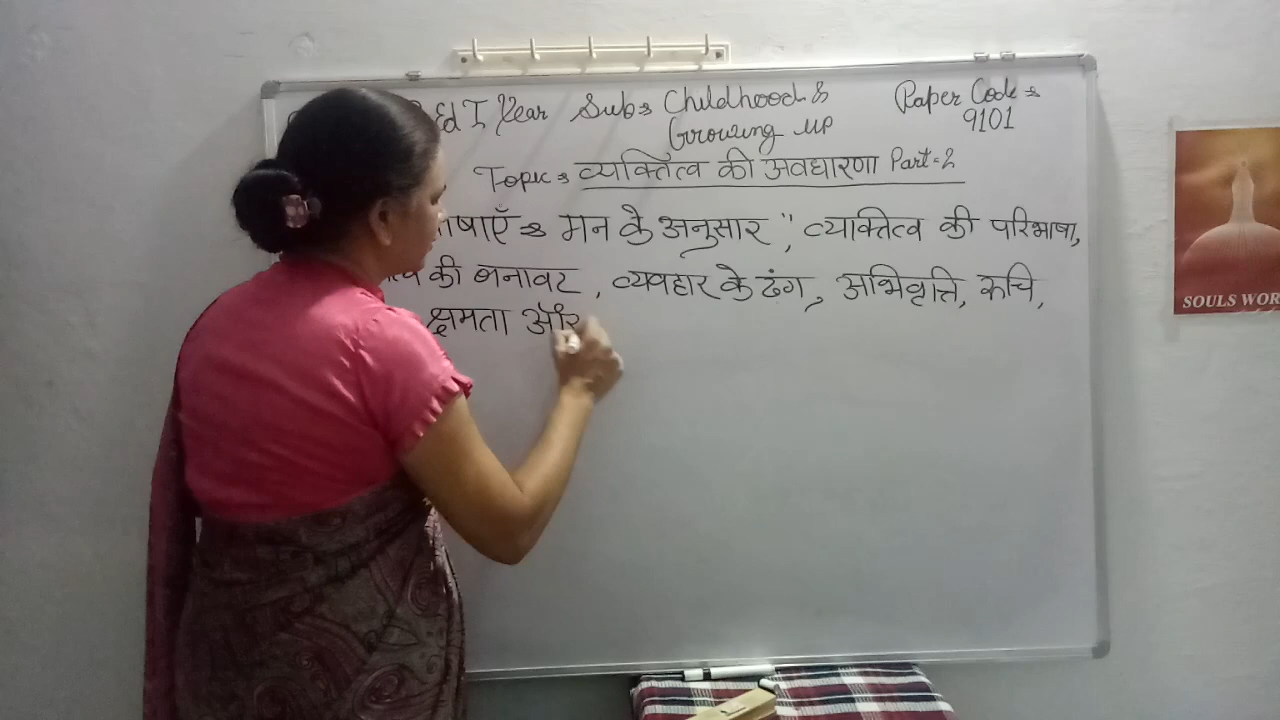 Ed I Year Sub= Childhood & Paper Code =
Growing up 9101
Topic = व्यक्तित्व की अवधारणा Part-2
मन के अनुसार ", व्यक्तित्व की परिभाषा,
की बनावट, व्यवहार के ढंग, अभिवृत्ति, रूचि,
क्षमता और
SOULS WOR